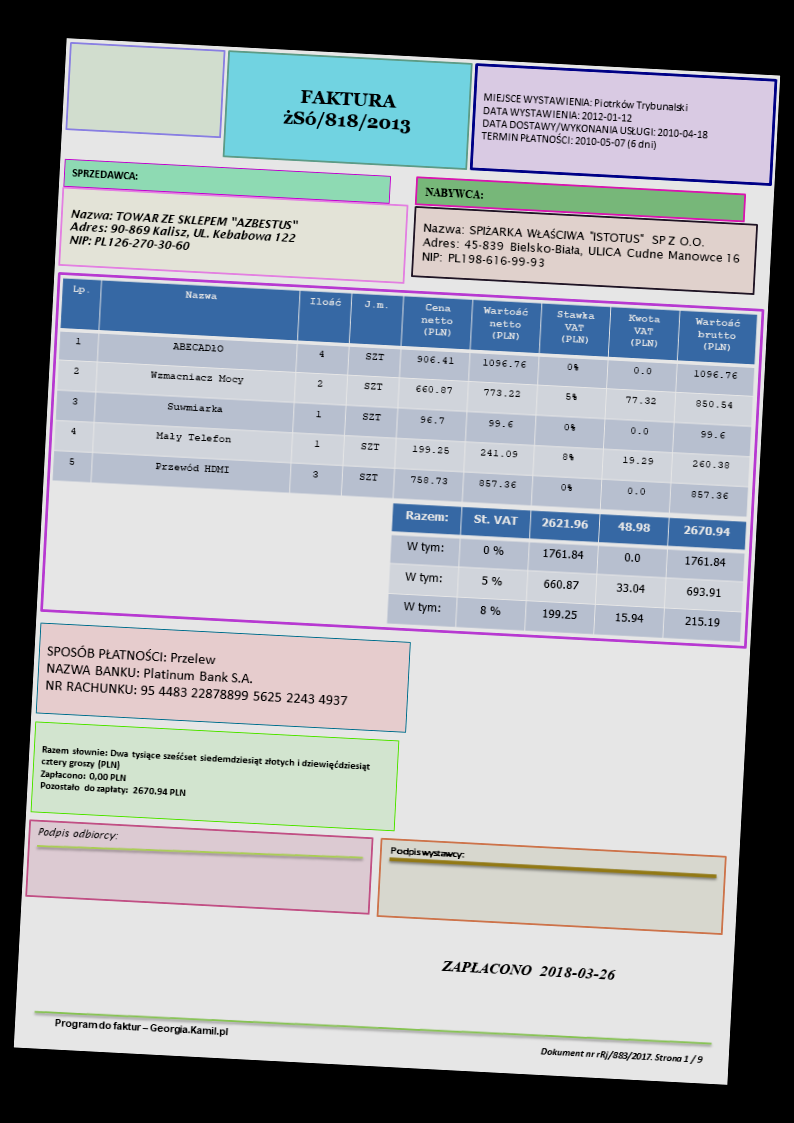 FAKTURA
żSó/818/2013
MIEJSCE WYSTAWIENIA: Piotrków Trybunalski
DATA WYSTAWIENIA: 2012-01-12
DATA DOSTAWY/WYKONANIA USŁUGI: 2010-04-18
TERMIN PŁATNOŚCI: 2010-05-07 (6 dni)
SPRZEDAWCA:
Nazwa: TOWAR ZE SKLEPEM "AZBESTUS"
Adres: 90-869 Kalisz, UL. Kebabowa 122
NIP: PL126-270-30-60
NABYWCA:
Nazwa: SPIŻARKA WŁAŚCIWA "ISTOTUS" SP Z O.O.
Adres: 45-839 Bielsko-Biała, ULICA Cudne Manowce 16
NIP: PL198-616-99-93
Lp. Nazwa Ilość J.m. Cena netto (PLN) Wartość netto (PLN) Stawka VAT (PLN) Kwota VAT (PLN) Wartość brutto (PLN)
1 ABECADŁO 4 SZT 906.41 1096.76 0% 0.0 1096.76
2 Wzmacniacz Mocy 2 SZT 660.87 773.22 5% 77.32 850.54
3 Suwmiarka 1 SZT 96.7 99.6 0% 0.0 99.6
4 Mały Telefon 1 SZT 199.25 241.09 8% 19.29 260.38
5 Przewód HDMI 3 SZT 758.73 857.36 0% 0.0 857.36
Razem: St. VAT 2621.96 48.98 2670.94
W tym: 0 % 1761.84 0.0 1761.84
W tym: 5 % 660.87 33.04 693.91
W tym: 8 % 199.25 15.94 215.19
SPOSÓB PŁATNOŚCI: Przelew
NAZWA BANKU: Platinum Bank S.A.
NR RACHUNKU: 95 4483 22878899 5625 2243 4937
Razem słownie: Dwa tysiące sześćset siedemdziesiąt złotych i dziewięćdziesiąt
cztery groszy (PLN)
Zapłacono: 0,00 PLN
Pozostało do zapłaty: 2670.94 PLN
Podpis odbiorcy:
Podpis wystawcy:
ZAPŁACONO 2018-03-26
Program do faktur – Georgia.Kamil.pl
Dokument nr rRj/883/2017. Strona 1 / 9